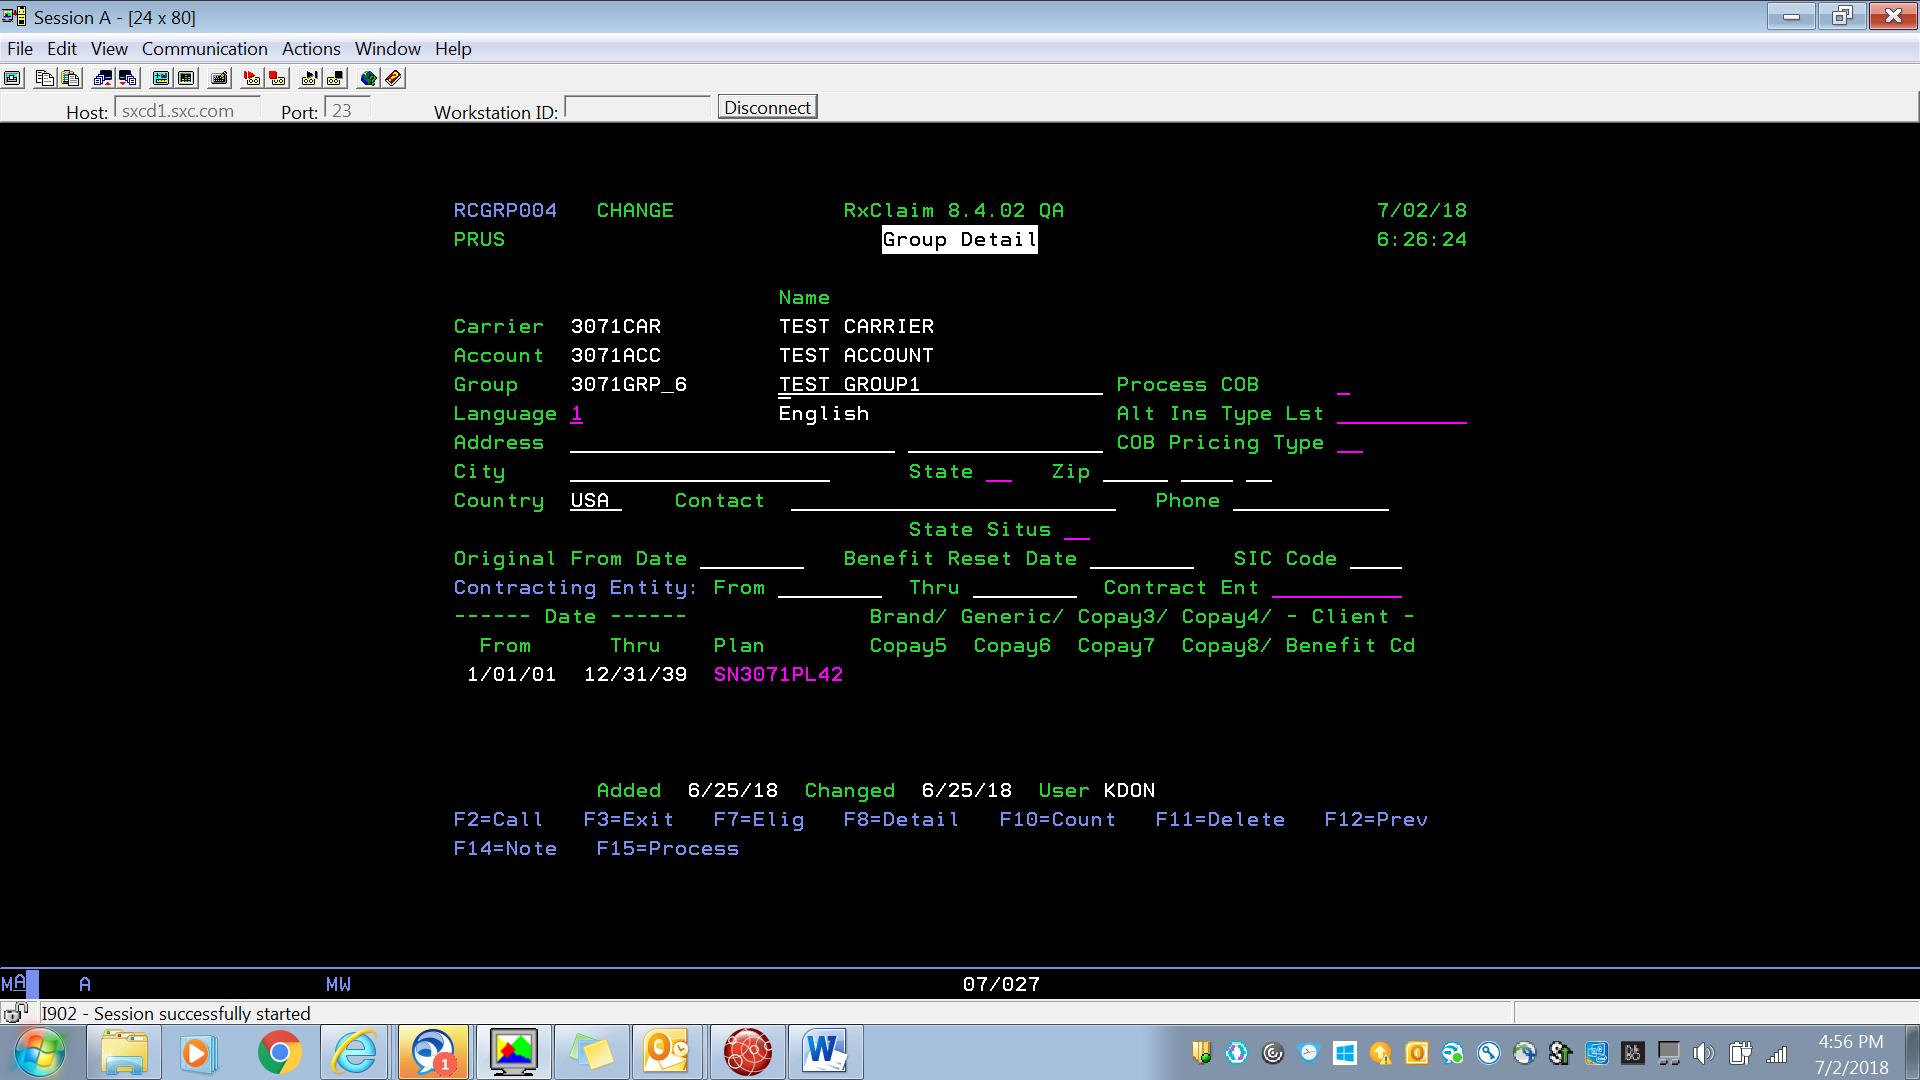 Session A - [24 x 80]
File Edit View Communication Actions Window Help
Host: sxcd1.sxc.com Port: 23 Workstation ID: Disconnect
RCGRP004 CHANGE RxClaim 8.4.02 QA 7/02/18
PRUS Group Detail 6:26:24
Name
Carrier 3071CAR TEST CARRIER
Account 3071ACC TEST ACCOUNT
Group 3071GRP_6 TEST GROUP1 Process COB
Language 1 English Alt Ins Type Lst
Address COB Pricing Type
City State Zip
Country USA Contact Phone
State Situs
Original From Date Benefit Reset Date SIC Code
Contracting Entity: From Thru Contract Ent
------ Date ------ Brand/ Generic/ Copay3/ Copay4/ - Client -
From Thru Plan Copay5 Copay6 Copay7 Copay8/ Benefit Cd
1/01/01 12/31/39 SN3071PL42
Added 6/25/18 Changed 6/25/18 User KDON
F2=Call F3=Exit F7=Elig F8=Detail F10=Count F11=Delete F12=Prev
F14=Note F15=Process
MA A MW 07/027
I902 - Session successfully started
1
4:56 PM
7/2/2018